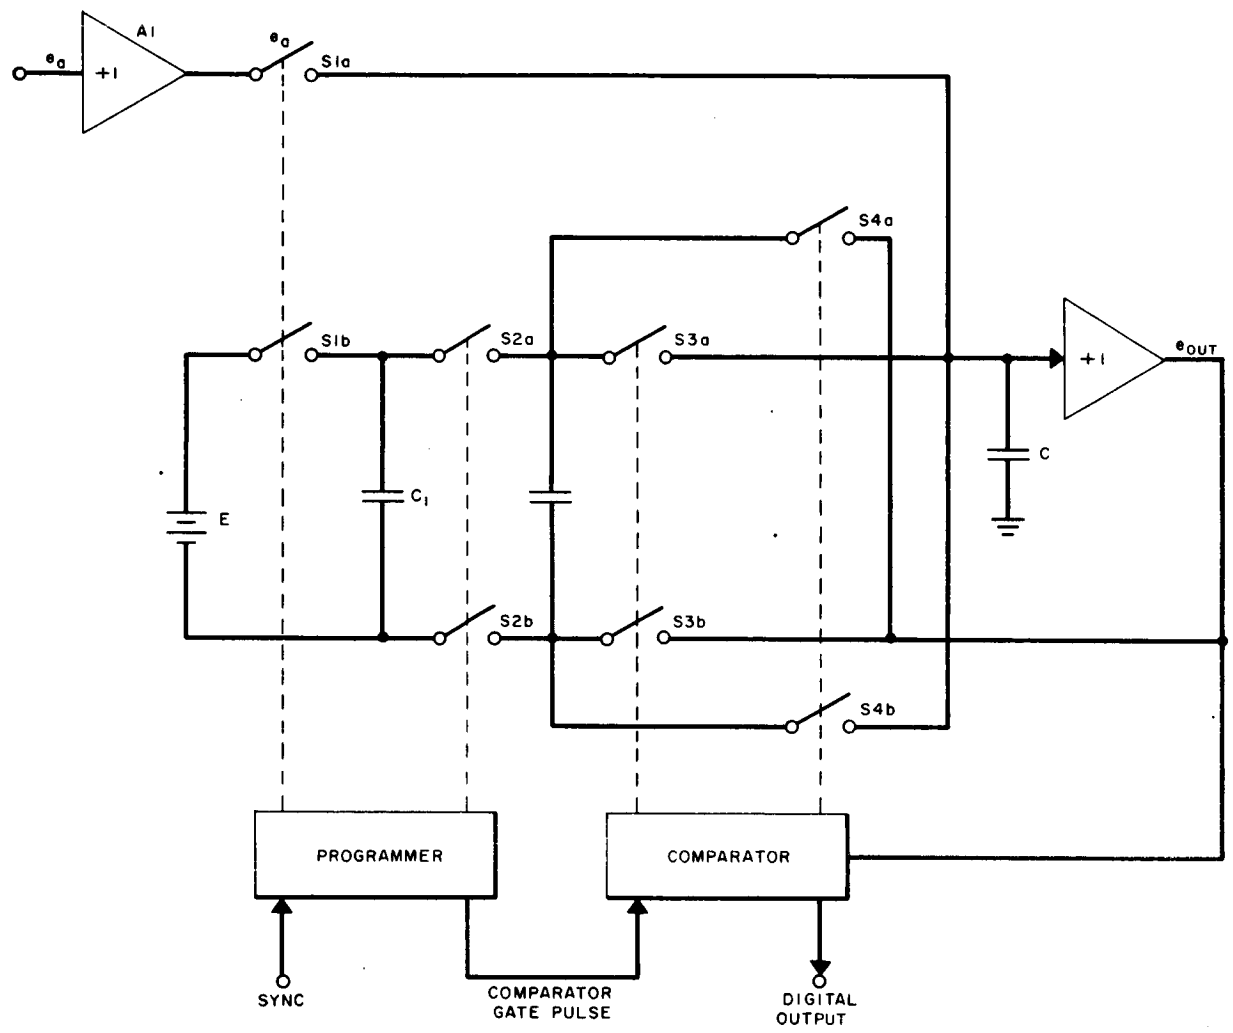 A1
ea
ea
+1
S1a
S4a
S1b
S2a
S3a
eOUT
+1
C
C1
E
S2b
S3b
S4b
PROGRAMMER
COMPARATOR
SYNC
COMPARATOR
GATE PULSE
DIGITAL
OUTPUT